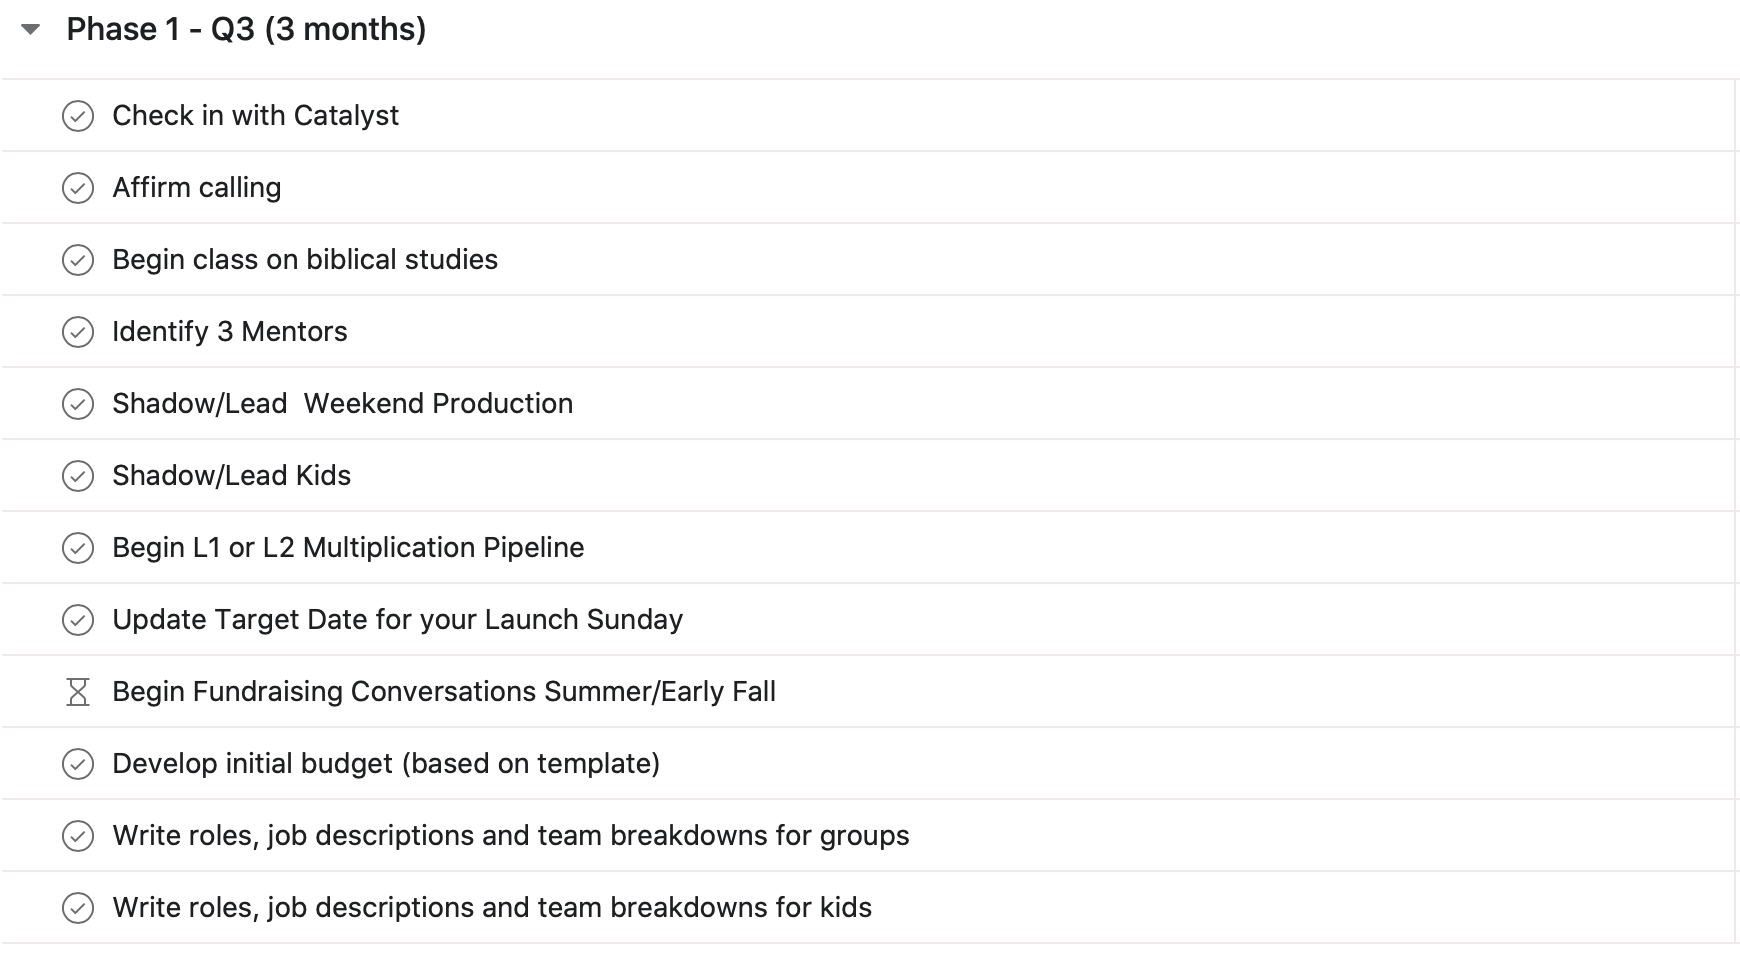 Phase 1 - Q3 (3 months)
Check in with Catalyst
Affirm calling
Begin class on biblical studies
Identify 3 Mentors
Shadow/Lead  Weekend Production
Shadow/Lead Kids
Begin L1 or L2 Multiplication Pipeline
Update Target Date for your Launch Sunday
Begin Fundraising Conversations Summer/Early Fall
Develop initial budget (based on template)
Write roles, job descriptions and team breakdowns for groups
Write roles, job descriptions and team breakdowns for kids